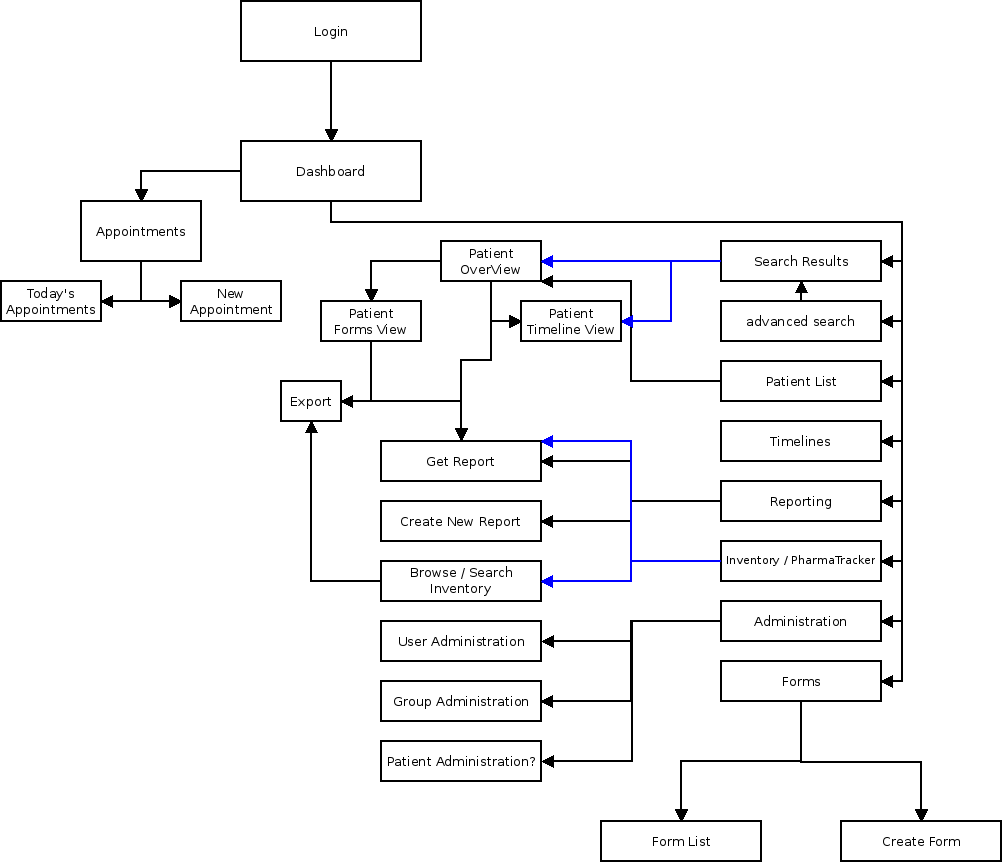 Login
Dashboard
Appointments
Today's
Appointments
New
Appointment
Patient
OverView
Search Results
Patient
Forms View
Patient
Timeline View
advanced search
Export
Patient List
Get Report
Timelines
Create New Report
Reporting
Browse / Search
Inventory
Inventory / PharmaTracker
User Administration
Administration
Group Administration
Forms
Patient Administration?
Form List
Create Form